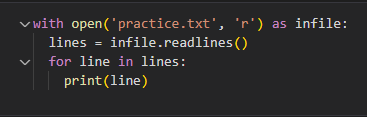 with open('practice.txt', 'r') as infile:
  lines = infile.readlines()
  for line in lines:
    print(line)